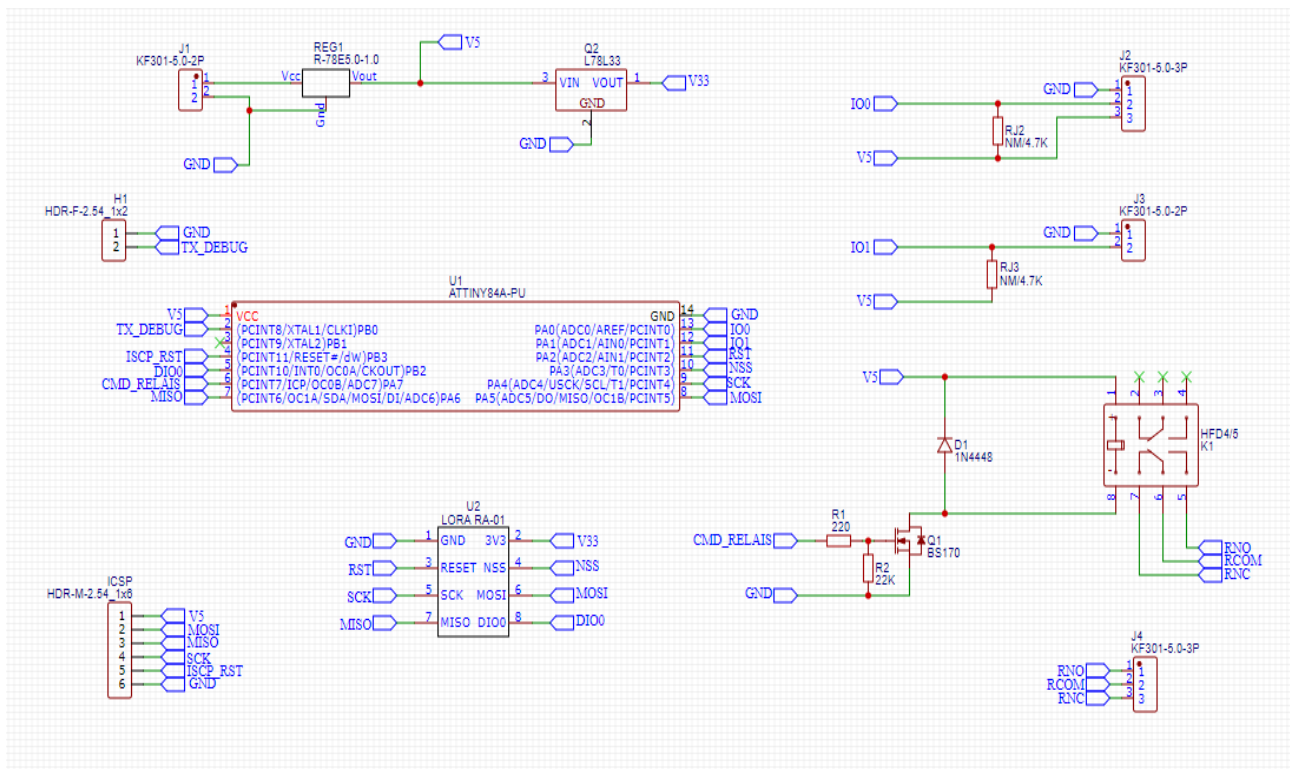 J1
KF301-5.0-2P
1
2
1
2
REG1
R-78E5.0-1.0
Vcc
Vout
Gnd
V5
Q2
L78L33
3
VIN
VOUT
1
GND
2
V33
GND
GND
J2
KF301-5.0-3P
GND
IO0
1
2
3
1
2
3
RJ2
NM/4.7K
V5
H1
HDR-F-2.54_1x2
1
2
GND
TX_DEBUG
J3
KF301-5.0-2P
GND
IO1
1
2
1
2
RJ3
NM/4.7K
V5
U1
ATTINY84A-PU
V5 1 VCC
TX_DEBUG 2 (PCINT8/XTAL1/CLKI)PB0
3 (PCINT9/XTAL2)PB1
ISCP_RST 4 (PCINT11/RESET#/dW)PB3
DIO0 5 (PCINT10/INT0/OC0A/CKOUT)PB2
CMD_RELAIS 6 (PCINT7/ICP/OC0B/ADC7)PA7
MISO 7 (PCINT6/OC1A/SDA/MOSI/DI/ADC6)PA6
GND 14 GND
PA0(ADC0/AREF/PCINT0) 13 IO0
PA1(ADC1/AIN0/PCINT1) 12 IO1
PA2(ADC2/AIN1/PCINT2) 11 RST
PA3(ADC3/T0/PCINT3) 10 NSS
PA4(ADC4/USCK/SCL/T1/PCINT4) 9 SCK
PA5(ADC5/DO/MISO/OC1B/PCINT5) 8 MOSI
V5
1
2
3
4
+
-
HFD4/5
K1
8
7
6
5
D1
1N4448
RNO
RCOM
RNC
CMD_RELAIS
R1
220
Q1
BS170
R2
22K
GND
U2
LORA RA-01
GND 1 GND
3V3 2 V33
RST 3 RESET
NSS 4 NSS
SCK 5 SCK
MOSI 6 MOSI
MISO 7 MISO
DIO0 8 DIO0
ICSP
HDR-M-2.54_1x6
1 V5
2 MOSI
3 MISO
4 SCK
5 ISCP_RST
6 GND
J4
KF301-5.0-3P
RNO 1 1
RCOM 2 2
RNC 3 3